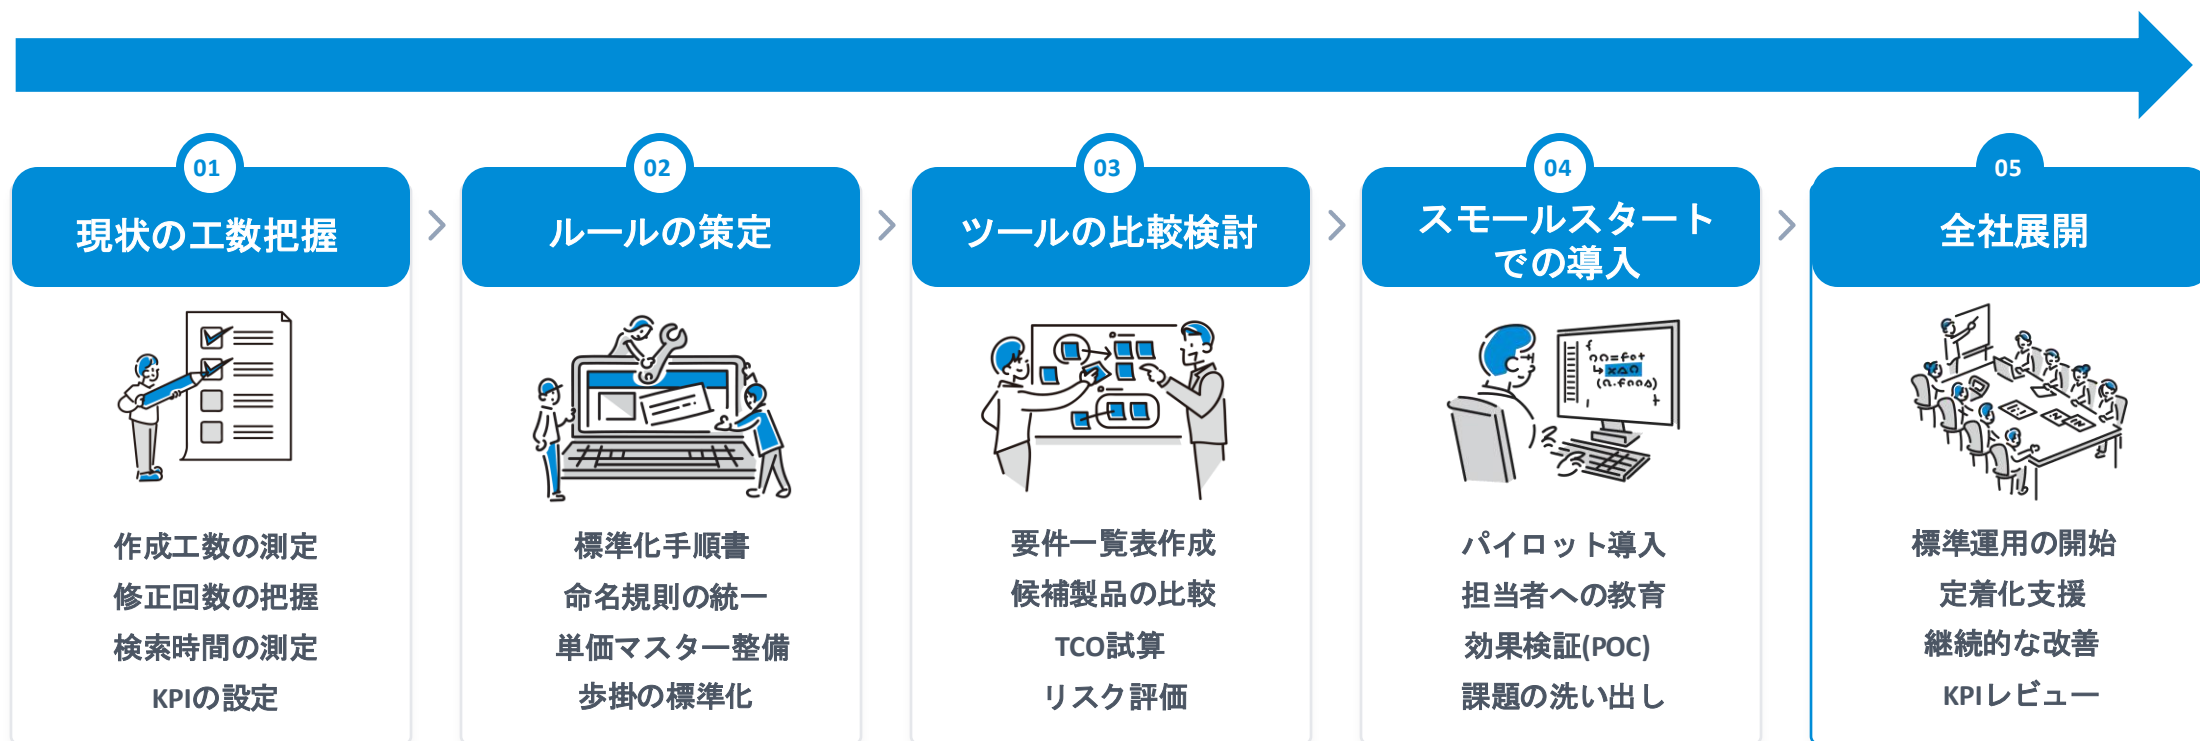 01
現状の工数把握
作成工数の測定
修正回数の把握
検索時間の測定
KPIの設定
02
ルールの策定
標準化手順書
命名規則の統一
単価マスター整備
歩掛の標準化
03
ツールの比較検討
要件一覧表作成
候補製品の比較
TCO試算
リスク評価
04
スモールスタート
での導入
パイロット導入
担当者への教育
効果検証(POC)
課題の洗い出し
05
全社展開
標準運用の開始
定着化支援
継続的な改善
KPIレビュー